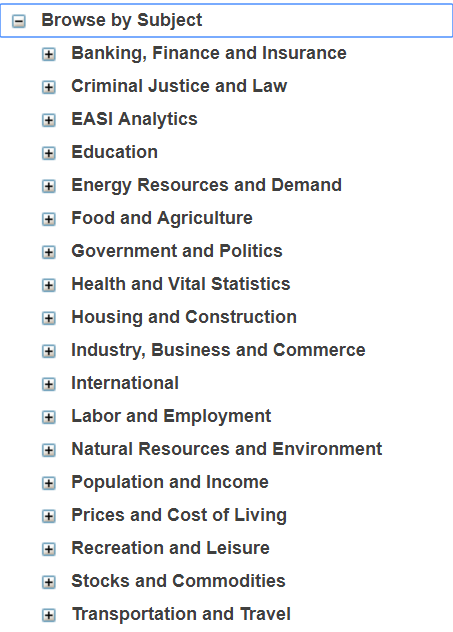 Browse by Subject
Banking, Finance and Insurance
Criminal Justice and Law
EASI Analytics
Education
Energy Resources and Demand
Food and Agriculture
Government and Politics
Health and Vital Statistics
Housing and Construction
Industry, Business and Commerce
International
Labor and Employment
Natural Resources and Environment
Population and Income
Prices and Cost of Living
Recreation and Leisure
Stocks and Commodities
Transportation and Travel